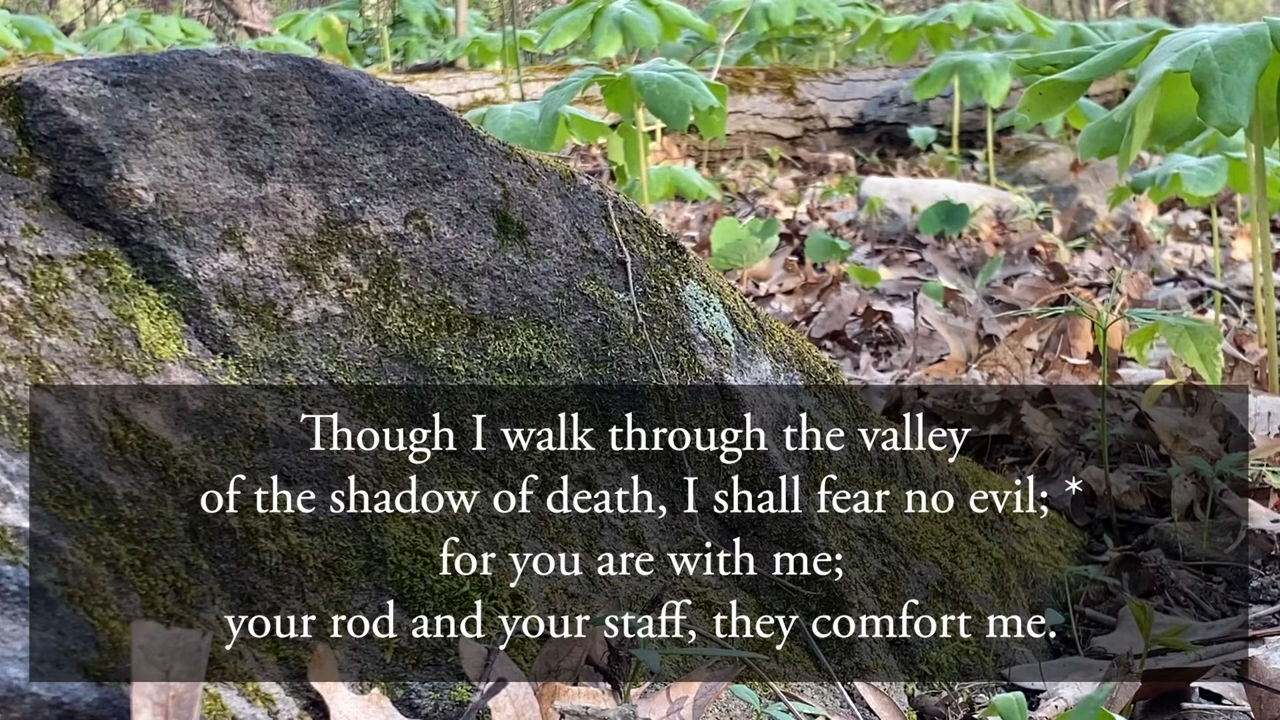 Though I walk through the valley
of the shadow of death, I shall fear no evil; *
for you are with me;
your rod and your staff, they comfort me.